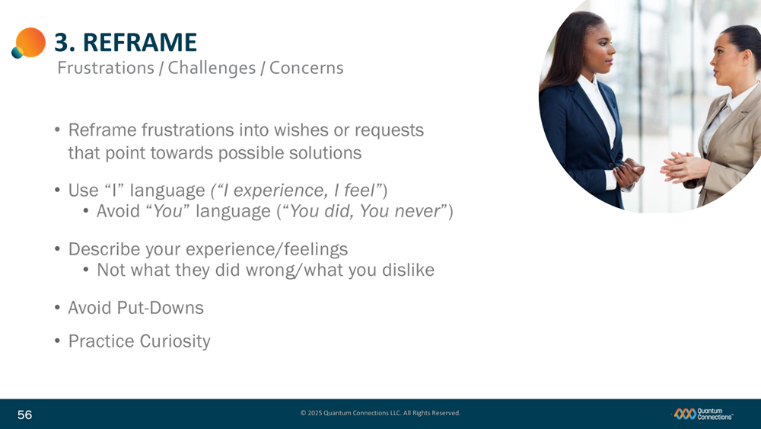 3. REFRAME
Frustrations / Challenges / Concerns
• Reframe frustrations into wishes or requests
that point towards possible solutions
• Use “I” language (“I experience, I feel”)
• Avoid “You” language (“You did, You never”)
• Describe your experience/feelings
• Not what they did wrong/what you dislike
• Avoid Put-Downs
• Practice Curiosity
56
© 2025 Quantum Connections LLC. All Rights Reserved.
Quantum
Connections™